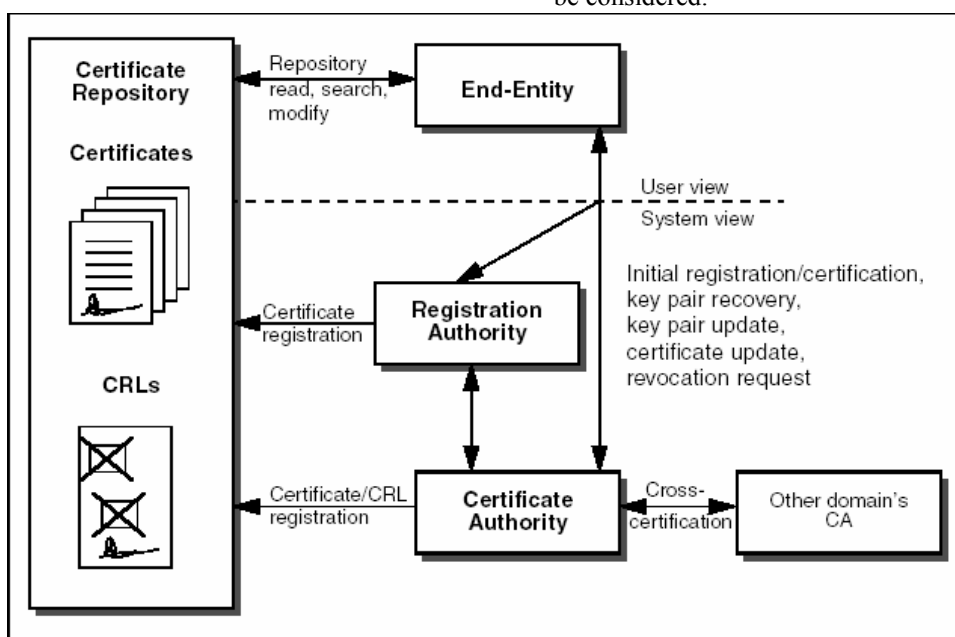 be considered.
Certificate
Repository
Certificates
CRLs
Repository
read, search,
modify
End-Entity
User view
System view
Initial registration/certification,
key pair recovery,
key pair update,
certificate update,
revocation request
Certificate
registration
Registration
Authority
Certificate/CRL
registration
Certificate
Authority
Cross-
certification
Other domain's
CA